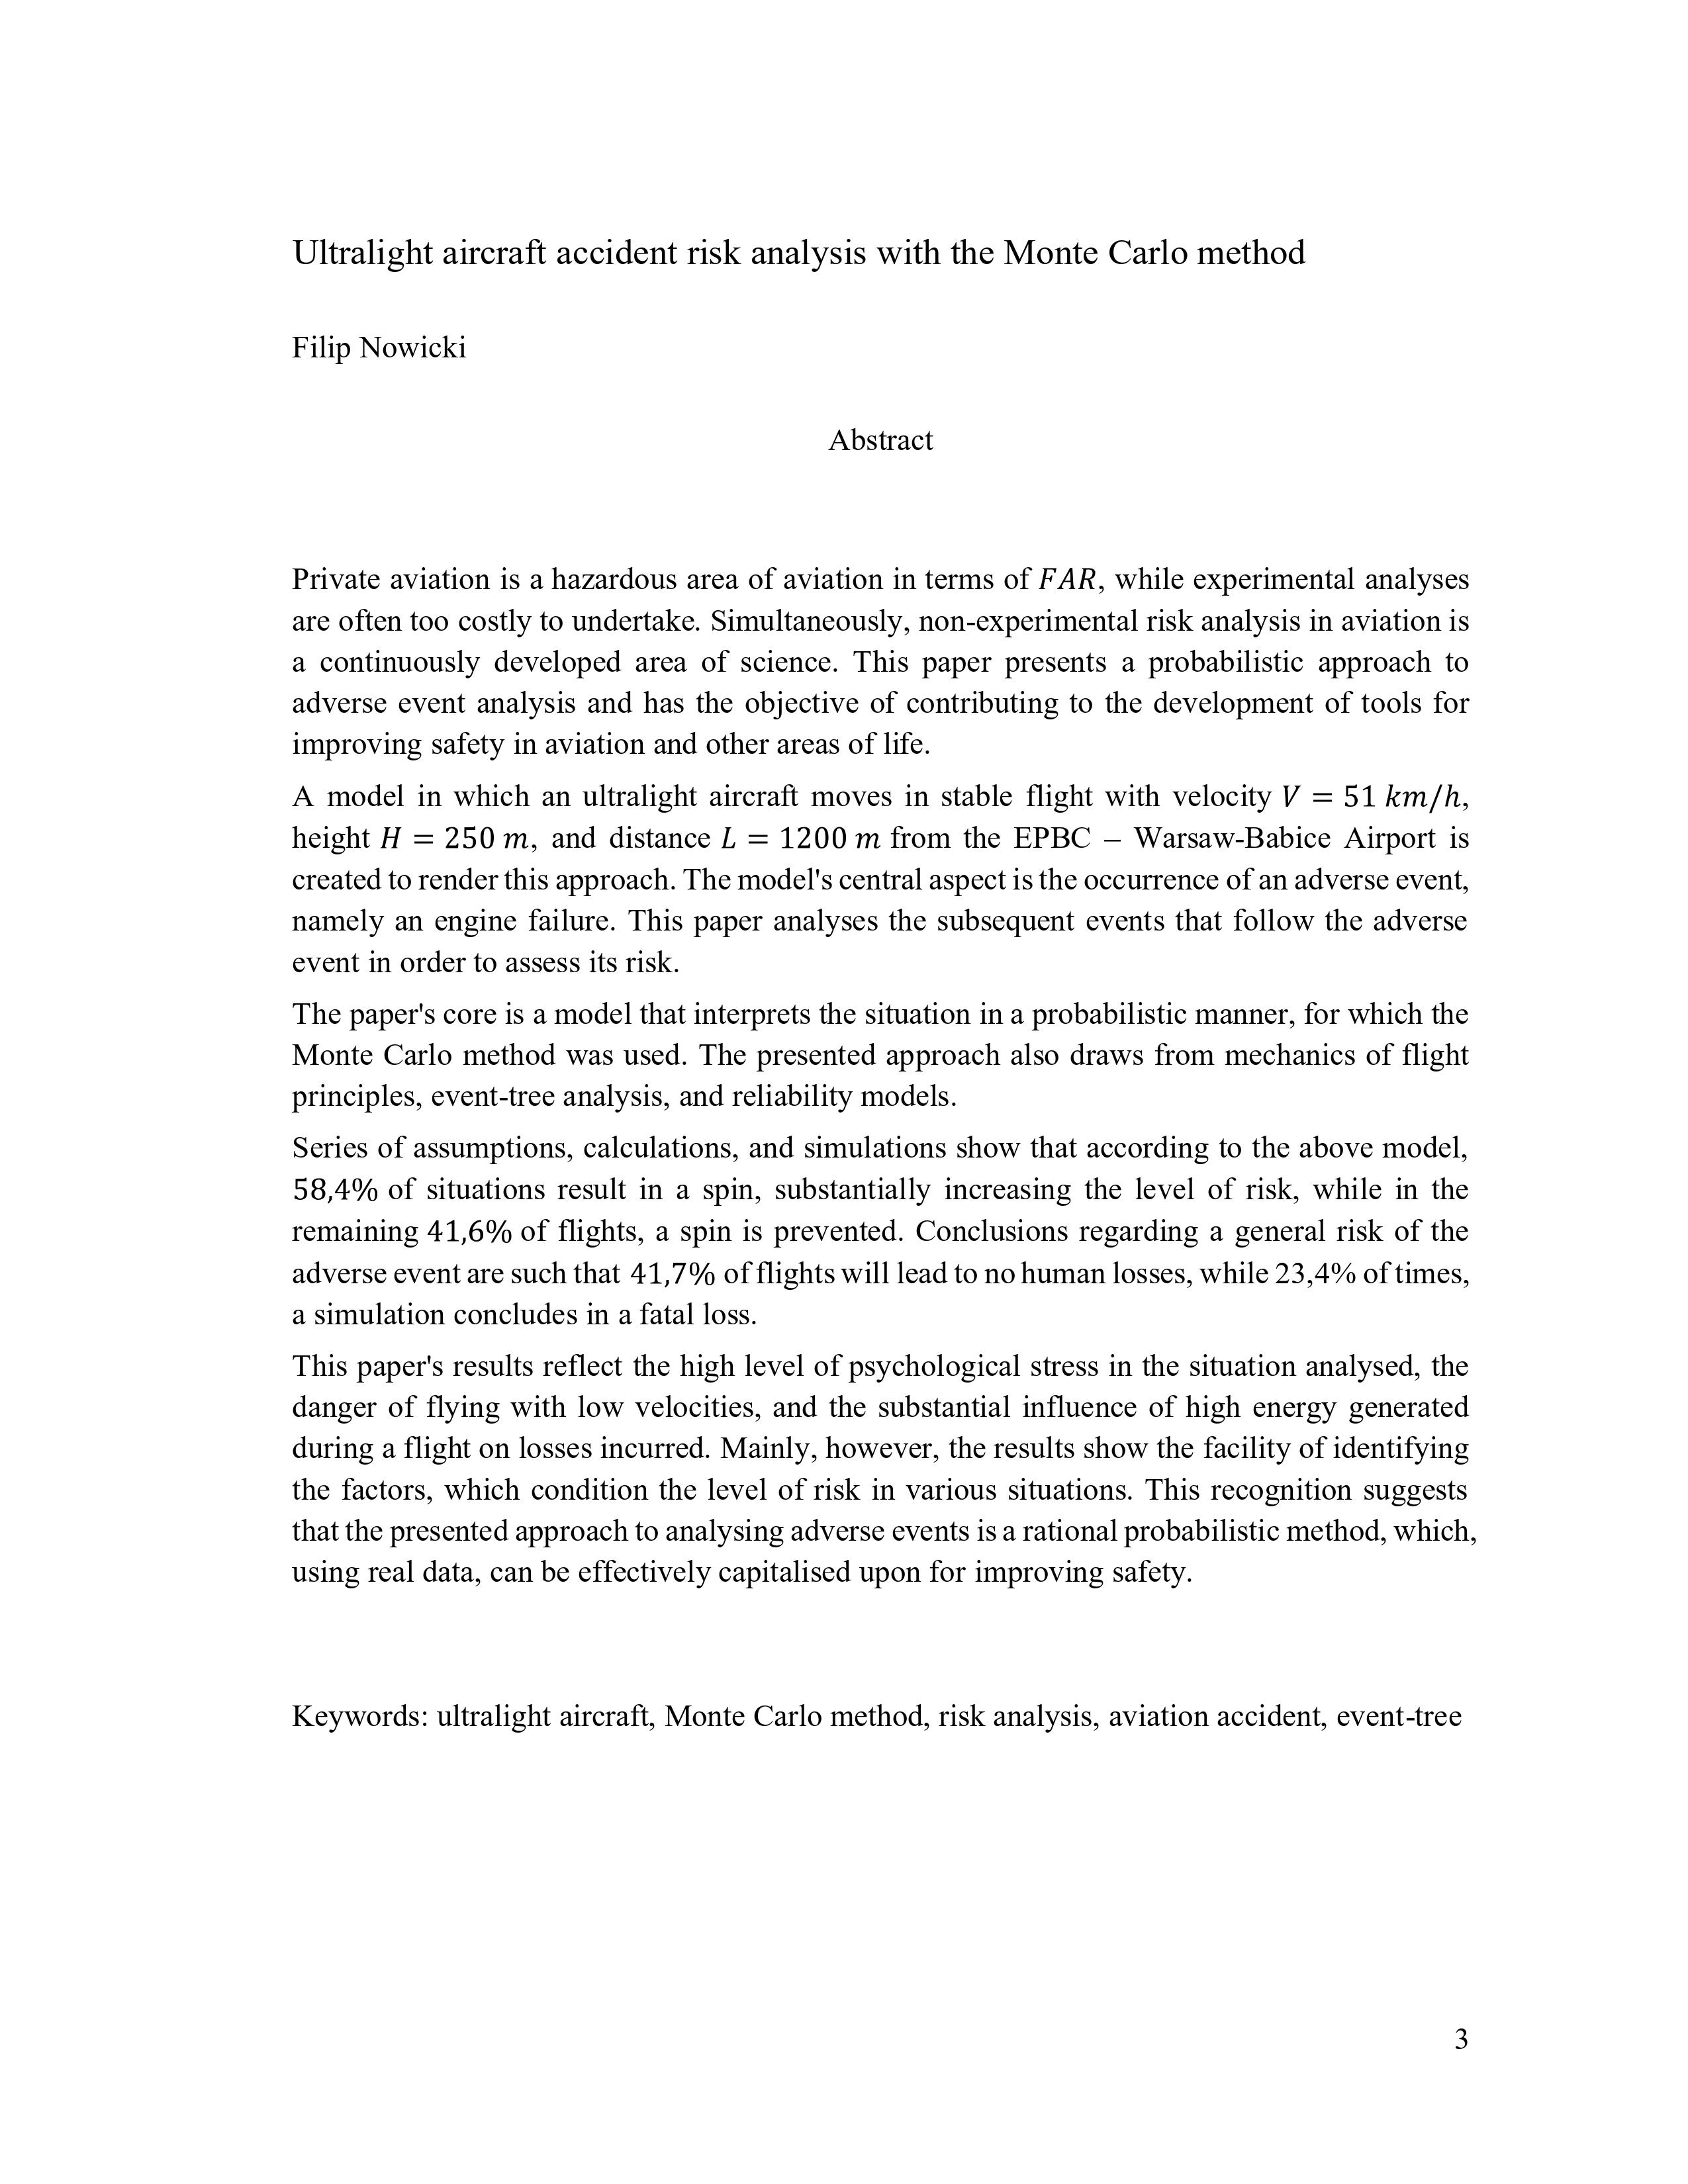 Ultralight aircraft accident risk analysis with the Monte Carlo method
Filip Nowicki
Abstract
Private aviation is a hazardous area of aviation in terms of FAR, while experimental analyses
are often too costly to undertake. Simultaneously, non-experimental risk analysis in aviation is
a continuously developed area of science. This paper presents a probabilistic approach to
adverse event analysis and has the objective of contributing to the development of tools for
improving safety in aviation and other areas of life.
A model in which an ultralight aircraft moves in stable flight with velocity V = 51 km/h,
height H = 250 m, and distance L = 1200 m from the EPBC – Warsaw-Babice Airport is
created to render this approach. The model's central aspect is the occurrence of an adverse event,
namely an engine failure. This paper analyses the subsequent events that follow the adverse
event in order to assess its risk.
The paper's core is a model that interprets the situation in a probabilistic manner, for which the
Monte Carlo method was used. The presented approach also draws from mechanics of flight
principles, event-tree analysis, and reliability models.
Series of assumptions, calculations, and simulations show that according to the above model,
58,4% of situations result in a spin, substantially increasing the level of risk, while in the
remaining 41,6% of flights, a spin is prevented. Conclusions regarding a general risk of the
adverse event are such that 41,7% of flights will lead to no human losses, while 23,4% of times,
a simulation concludes in a fatal loss.
This paper's results reflect the high level of psychological stress in the situation analysed, the
danger of flying with low velocities, and the substantial influence of high energy generated
during a flight on losses incurred. Mainly, however, the results show the facility of identifying
the factors, which condition the level of risk in various situations. This recognition suggests
that the presented approach to analysing adverse events is a rational probabilistic method, which,
using real data, can be effectively capitalised upon for improving safety.
Keywords: ultralight aircraft, Monte Carlo method, risk analysis, aviation accident, event-tree
3